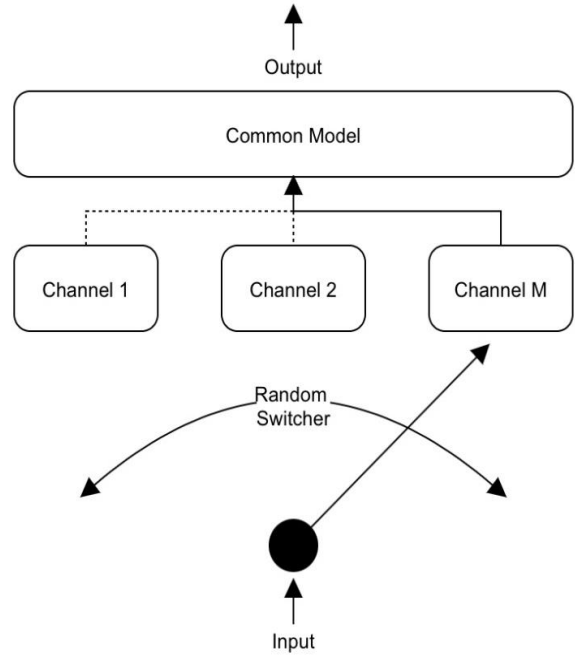 Output
Common Model
Channel 1
Channel 2
Channel M
Random
Switcher
Input